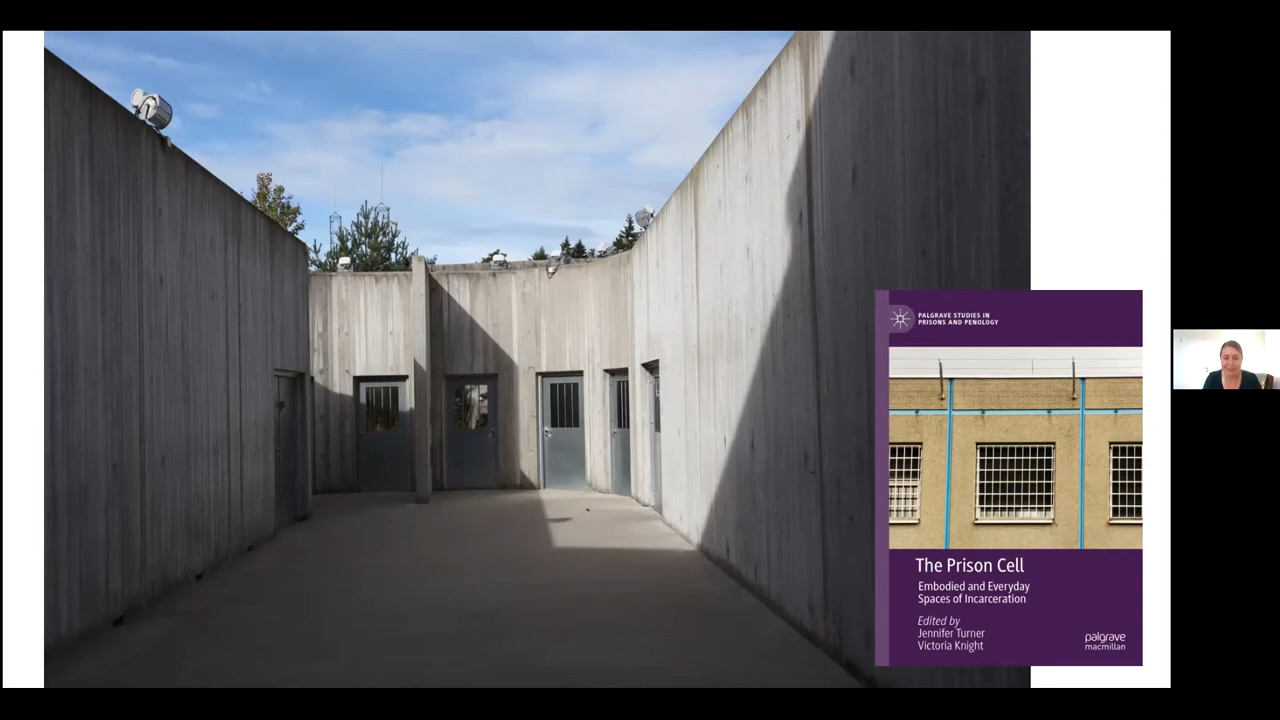 PALGRAVE STUDIES IN
PRISONS AND PENOLOGY
The Prison Cell
Embodied and Everyday
Spaces of Incarceration
Edited by
Jennifer Turner
Victoria Knight
palgrave
macmillan